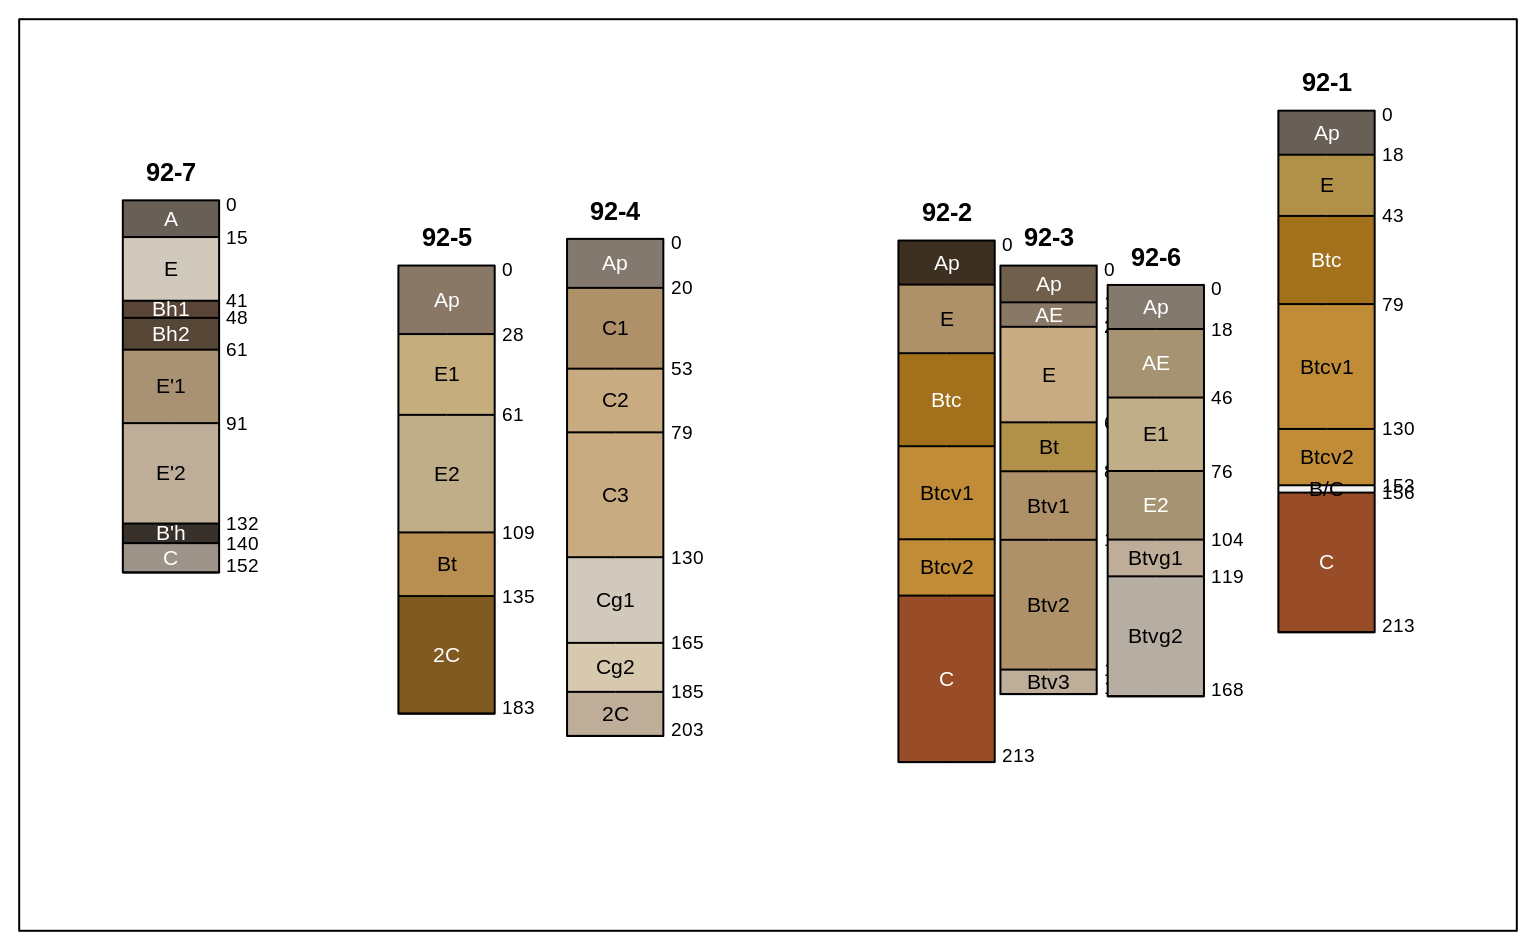 92-7
0
A
15
E
41
Bh1
48
Bh2
61
E'1
91
E'2
132
B'h
140
C
152
92-5
0
Ap
28
E1
61
E2
109
Bt
135
2C
183
92-4
0
Ap
20
C1
53
C2
79
C3
130
Cg1
165
Cg2
185
2C
203
92-2
0
Ap
E
Btc
Btcv1
Btcv2
C
213
92-3
0
Ap
AE
E
Bt
Btv1
Btv2
Btv3
92-6
0
Ap
18
AE
46
E1
76
E2
104
Btvg1
119
Btvg2
168
92-1
0
Ap
18
E
43
Btc
79
Btcv1
130
Btcv2
153
B/C
156
C
213